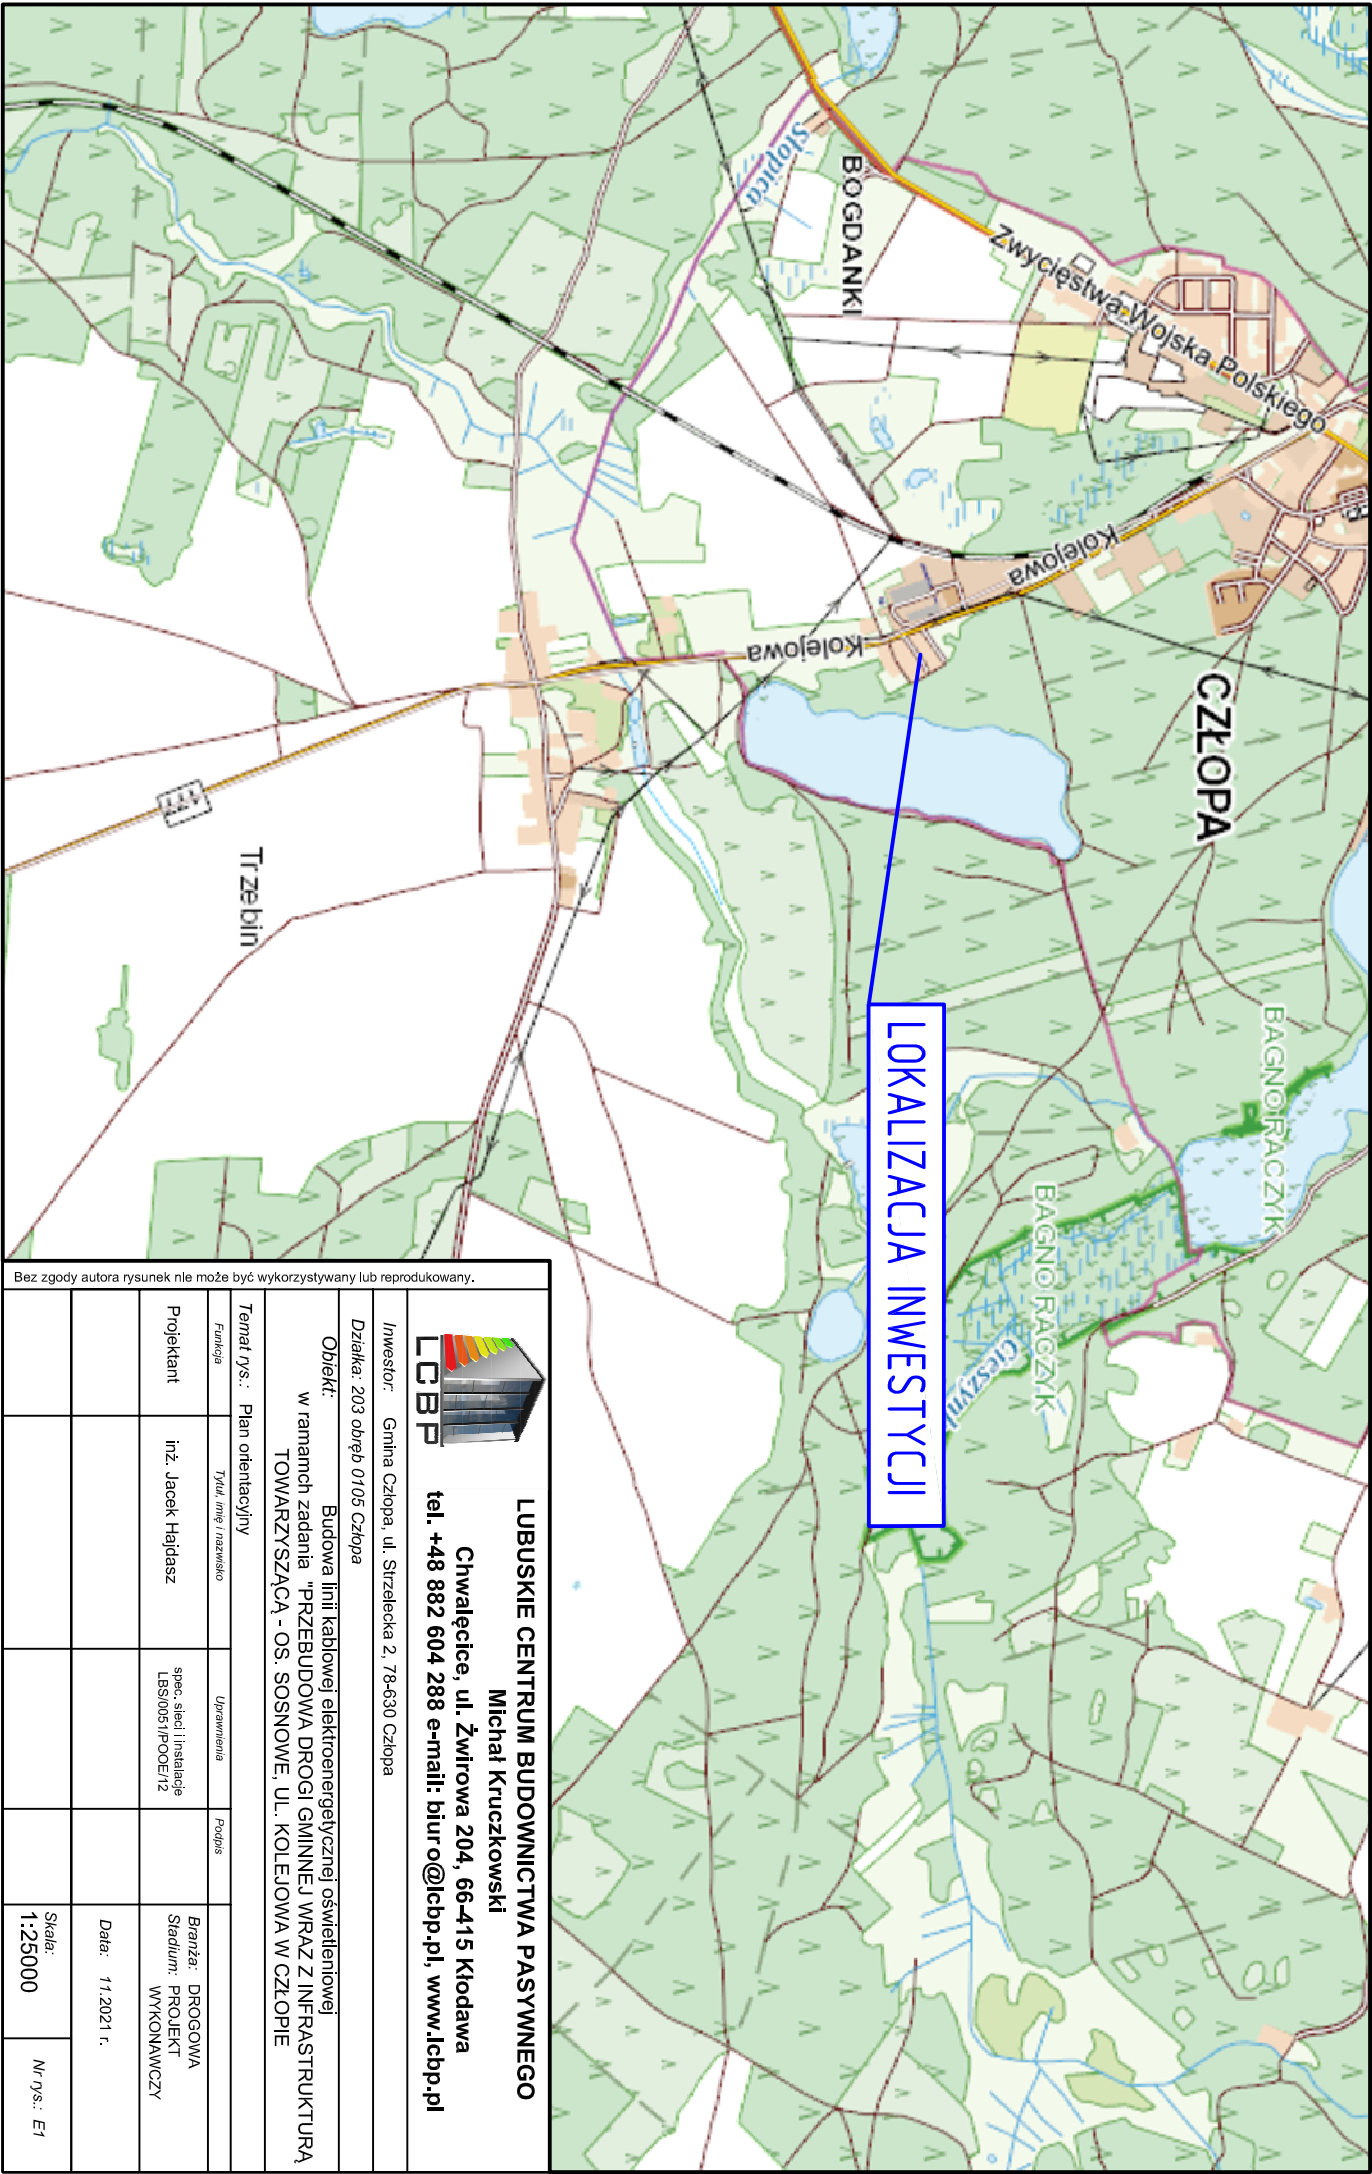 BOGDANKI
Słopica
Zwycięstwa Wojska Polskiego
Kolejowa
Kolejowa
CZŁOPA
Trzebin
BAGNO RACZYK
BAGNO RACZYK
LOKALIZACJA INWESTYCJI
Bez zgody autora rysunek nie może być wykorzystywany lub reprodukowany.
LCBP
LUBUSKIE CENTRUM BUDOWNICTWA PASYWNEGO
Michał Kruczkowski
Chwalęcice, ul. Żwirowa 204, 66-415 Kłodawa
tel. +48 882 604 288 e-mail: biuro@lcbp.pl, www.lcbp.pl
Inwestor: Gmina Człopa, ul. Strzelecka 2, 78-630 Człopa
Działka: 203 obręb 0105 Człopa
Obiekt: Budowa linii kablowej elektroenergetycznej oświetleniowej
w ramamch zadania "PRZEBUDOWA DROGI GMINNEJ WRAZ Z INFRASTRUKTURĄ
TOWARZYSZĄCĄ - OS. SOSNOWE, UL. KOLEJOWA W CZŁOPIE
Temat rys.: Plan orientacyjny
Funkcja Tytuł, imię i nazwisko Uprawnienia Podpis
Projektant inż. Jacek Hajdasz spec. sieci i instalacje
LBS/0051/POOE/12
Branża: DROGOWA
Stadium: PROJEKT
WYKONAWCZY
Data: 11.2021 r.
Skala:
1:25000
Nr rys.: E1